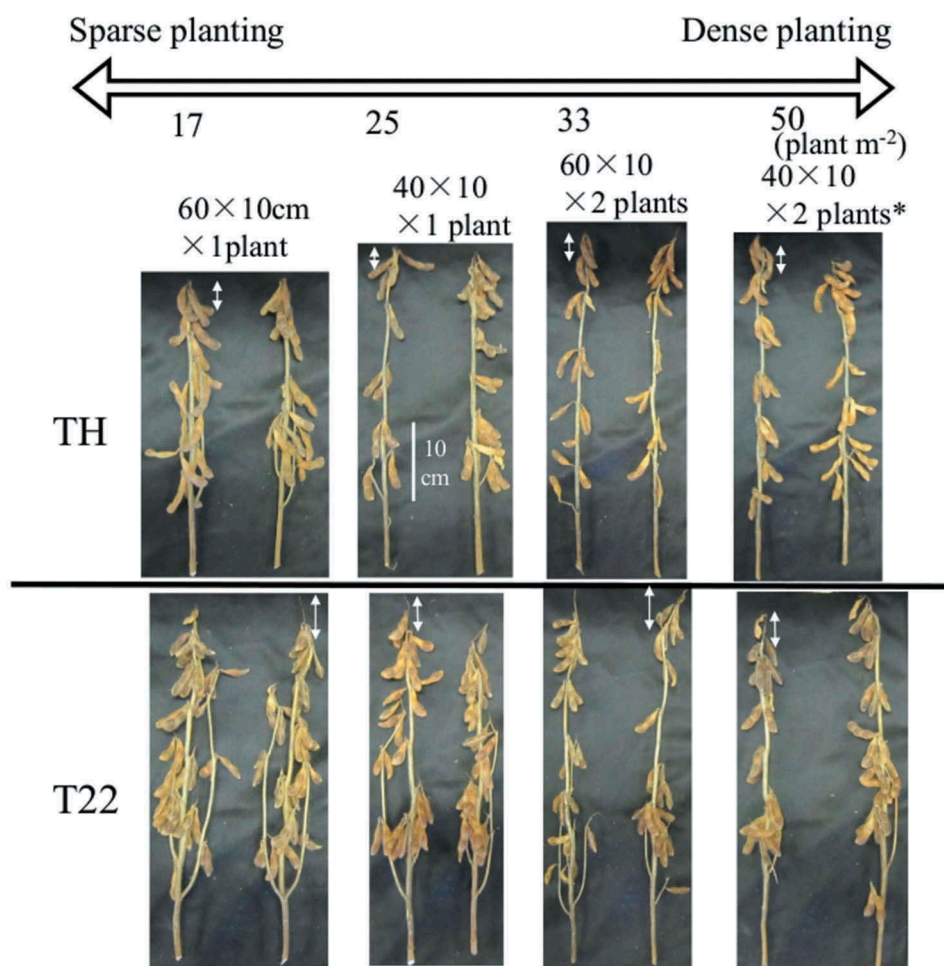 Sparse planting
Dense planting
17
25
33
50
(plant m⁻²)
60×10cm
×1plant
40×10
×1 plant
60×10
×2 plants
40×10
×2 plants*
TH
10
cm
T22